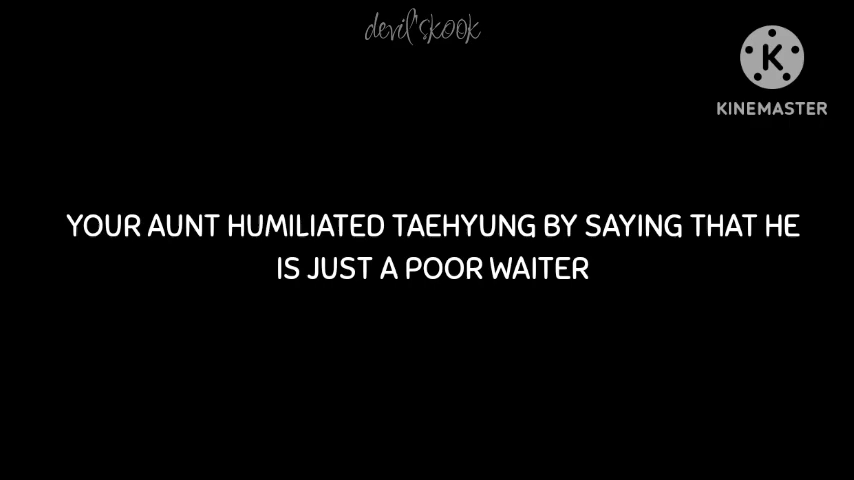 devil'skook
K
KINEMASTER
YOUR AUNT HUMILIATED TAEHYUNG BY SAYING THAT HE
IS JUST A POOR WAITER